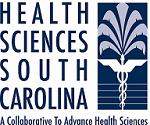 HEALTH
SCIENCES
SOUTH
CAROLINA
A Collaborative To Advance Health Sciences